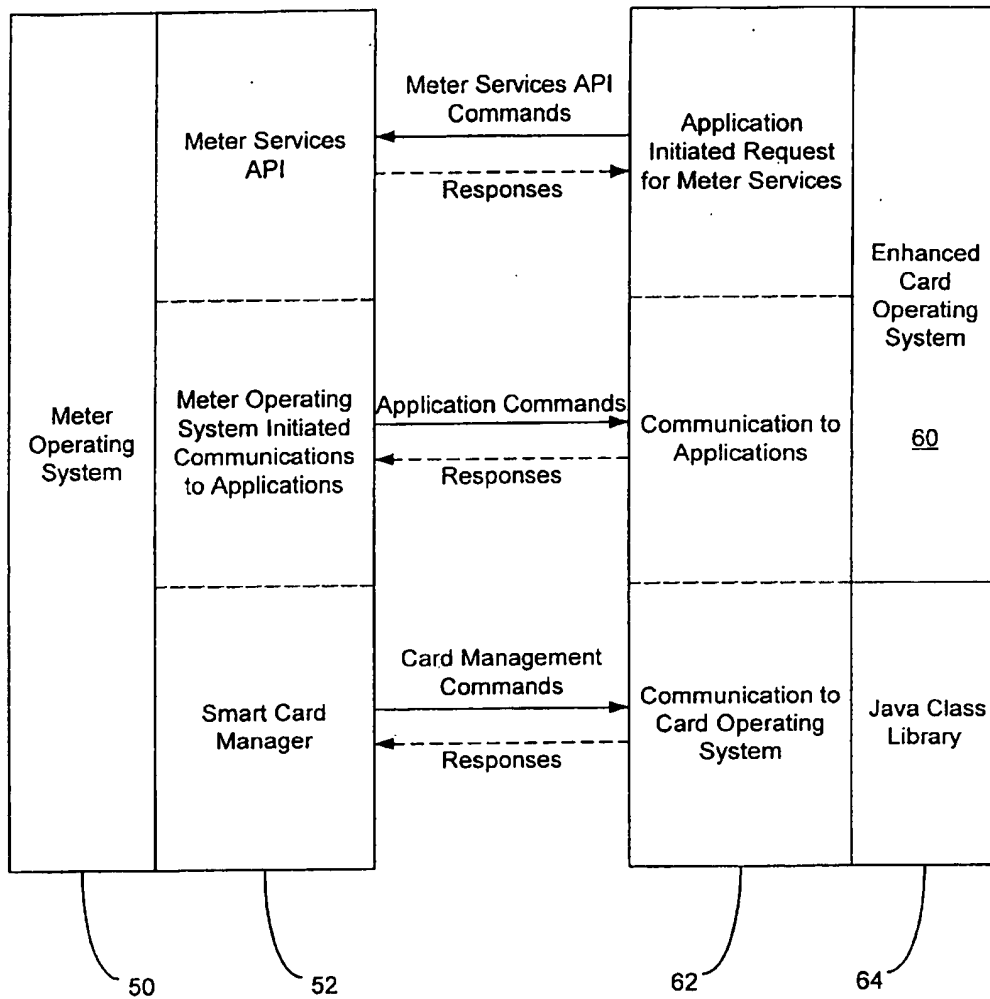 Meter Services API
Commands
Meter Services
API
Application
Initiated Request
for Meter Services
Responses
Enhanced
Card
Operating
System
60
Meter
Operating
System
Meter Operating
System Initiated
Communications
to Applications
Application Commands
Responses
Communication to
Applications
Card Management
Commands
Smart Card
Manager
Responses
Communication to
Card Operating
System
Java Class
Library
50
52
62
64